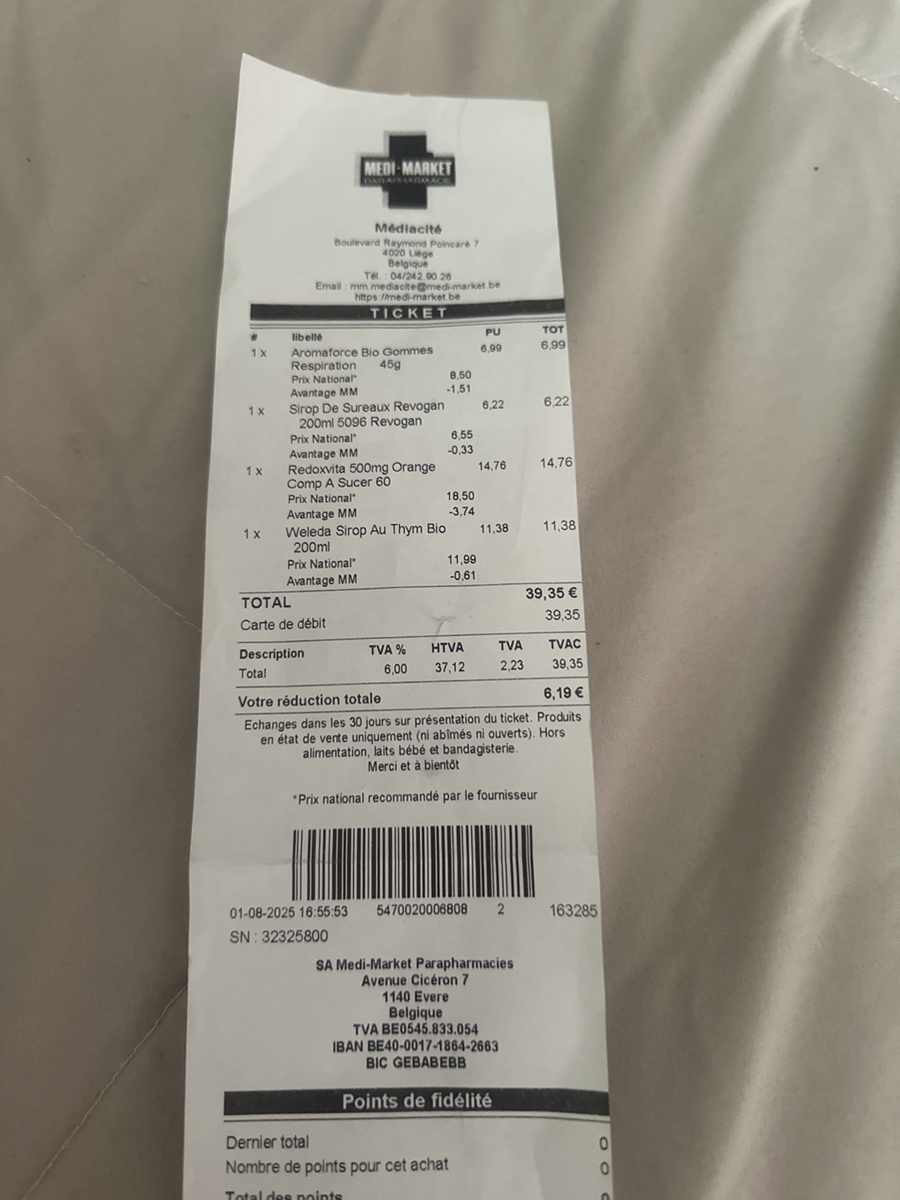 MEDI-MARKET
PARAPHARMACIE
Médiacité
Boulevard Raymond Poincaré 7
4020 Liège
Belgique
Tél. : 04/242.90.26
Email : mm.mediacite@medi-market.be
https://medi-market.be
TICKET
# libellé PU TOT
1 x Aromaforce Bio Gommes 6,99 6,99
Respiration 45g
Prix National* 8,50
Avantage MM -1,51
1 x Sirop De Sureaux Revogan 6,22 6,22
200ml 5096 Revogan
Prix National* 6,55
Avantage MM -0,33
1 x Redoxvita 500mg Orange 14,76 14,76
Comp A Sucer 60
Prix National* 18,50
Avantage MM -3,74
1 x Weleda Sirop Au Thym Bio 11,38 11,38
200ml
Prix National* 11,99
Avantage MM -0,61
TOTAL 39,35 €
Carte de débit 39,35
Description TVA % HTVA TVA TVAC
Total 6,00 37,12 2,23 39,35
Votre réduction totale 6,19 €
Echanges dans les 30 jours sur présentation du ticket. Produits
en état de vente uniquement (ni abîmés ni ouverts). Hors
alimentation, laits bébé et bandagisterie.
Merci et à bientôt
*Prix national recommandé par le fournisseur
01-08-2025 16:55:53 5470020006808 2 163285
SN : 32325800
SA Medi-Market Parapharmacies
Avenue Cicéron 7
1140 Evere
Belgique
TVA BE0545.833.054
IBAN BE40-0017-1864-2663
BIC GEBABEBB
Points de fidélité
Dernier total 0
Nombre de points pour cet achat 0
Total des points 0